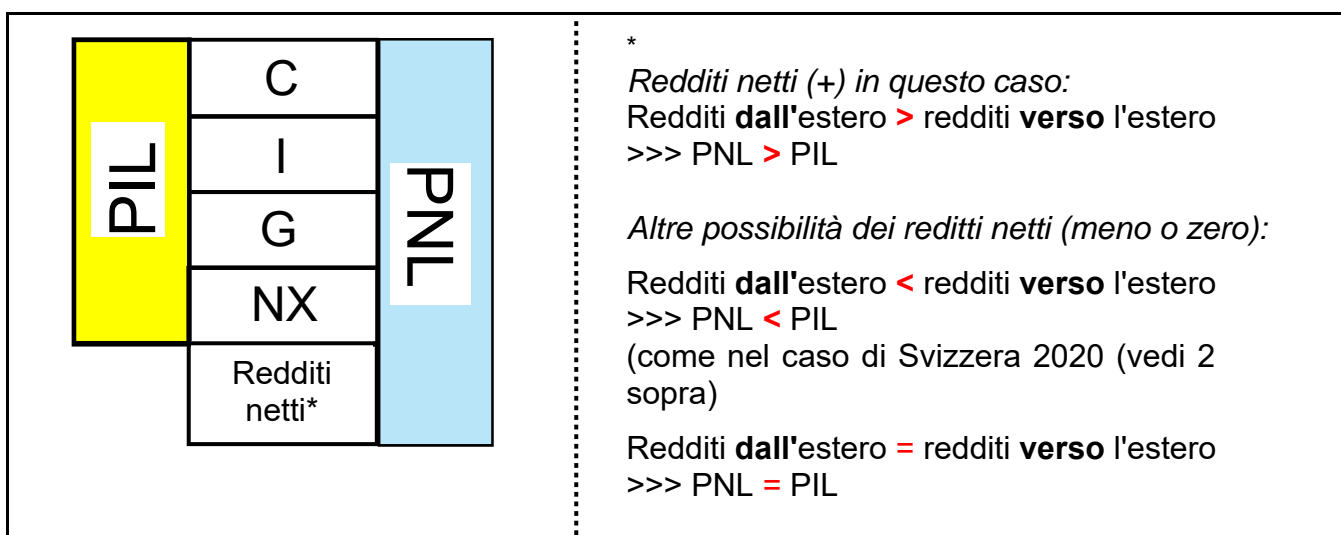 PIL
C
I
G
NX
Redditi
netti*
PNL
*
Redditi netti (+) in questo caso:
Redditi dall'estero > redditi verso l'estero
>>> PNL > PIL
Altre possibilità dei reditti netti (meno o zero):
Redditi dall'estero < redditi verso l'estero
>>> PNL < PIL
(come nel caso di Svizzera 2020 (vedi 2
sopra)
Redditi dall'estero = redditi verso l'estero
>>> PNL = PIL